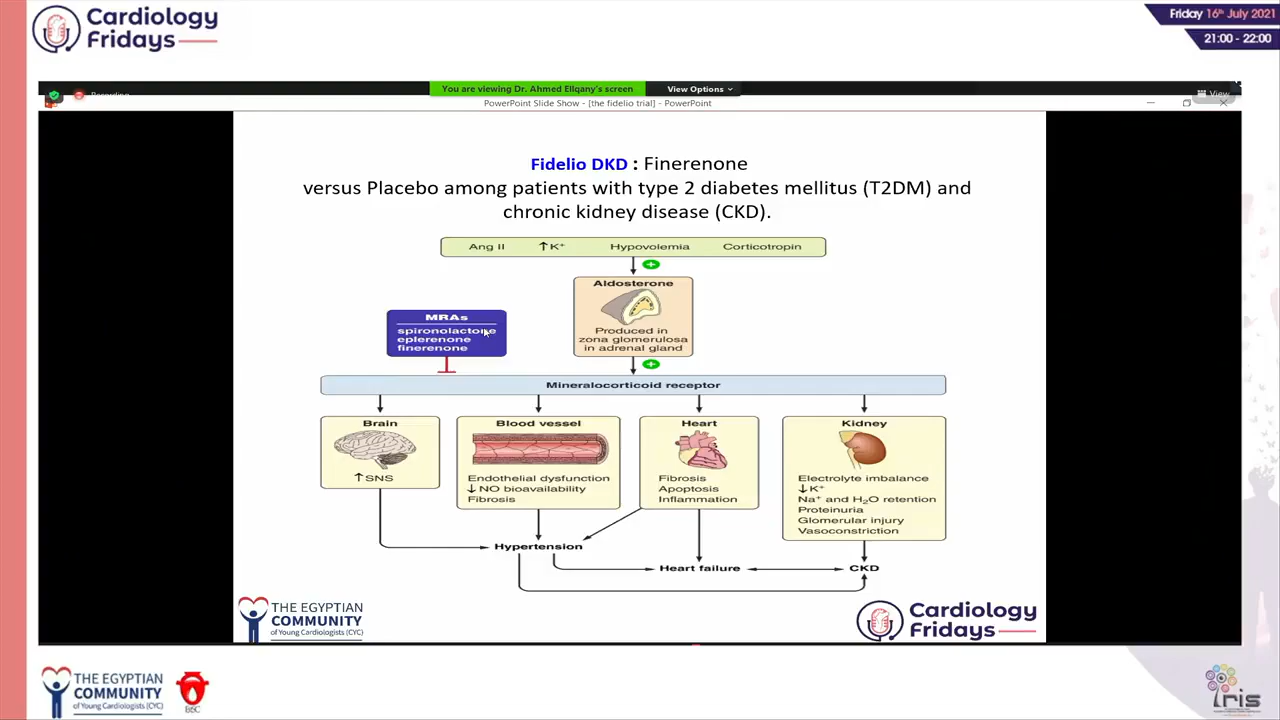 Cardiology
Fridays
Friday 16th July 2021
21:00 - 22:00
Recording
You are viewing Dr. Ahmed Ellqany's screen
View Options
View
PowerPoint Slide Show - [the fidelio trial] - PowerPoint
Fidelio DKD : Finerenone
versus Placebo among patients with type 2 diabetes mellitus (T2DM) and
chronic kidney disease (CKD).
Ang II ↑K⁺ Hypovolemia Corticotropin
Aldosterone
Produced in
zona glomerulosa
in adrenal gland
MRAs
spironolactone
eplerenone
finerenone
Mineralocorticoid receptor
Brain
↑SNS
Blood vessel
Endothelial dysfunction
↓ NO bioavailability
Fibrosis
Heart
Fibrosis
Apoptosis
Inflammation
Kidney
Electrolyte imbalance
↓K⁺
Na⁺ and H₂O retention
Proteinuria
Glomerular injury
Vasoconstriction
Hypertension
Heart failure
CKD
THE EGYPTIAN
COMMUNITY
of Young Cardiologists (CYC)
Cardiology
Fridays
THE EGYPTIAN
COMMUNITY
of Young Cardiologists (CYC)
BEC
Iris